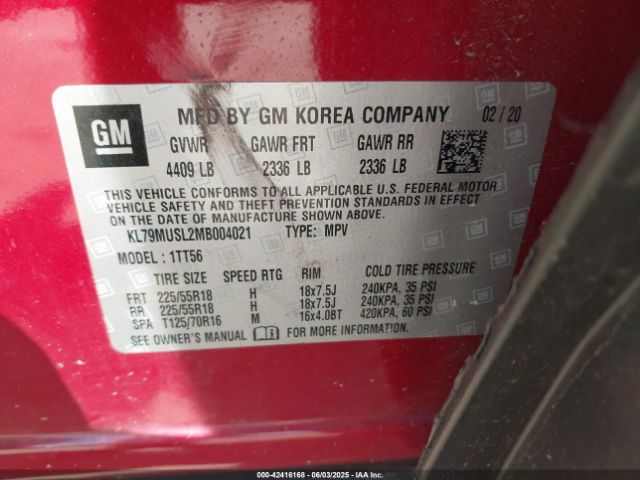 GM
MFD BY GM KOREA COMPANY 02 / 20
GVWR GAWR FRT GAWR RR
4409 LB 2336 LB 2336 LB
THIS VEHICLE CONFORMS TO ALL APPLICABLE U.S. FEDERAL MOTOR
VEHICLE SAFETY AND THEFT PREVENTION STANDARDS IN EFFECT
ON THE DATE OF MANUFACTURE SHOWN ABOVE.
KL79MUSL2MB004021 TYPE: MPV
MODEL : 1TT56
TIRE SIZE SPEED RTG RIM COLD TIRE PRESSURE
FRT 225/55R18 H 18x7.5J 240KPA, 35 PSI
RR 225/55R18 H 18x7.5J 240KPA, 35 PSI
SPA T125/70R16 M 16x4.0BT 420KPA, 60 PSI
SEE OWNER'S MANUAL FOR MORE INFORMATION
000-42416168 - 06/03/2025 - IAAI.COM